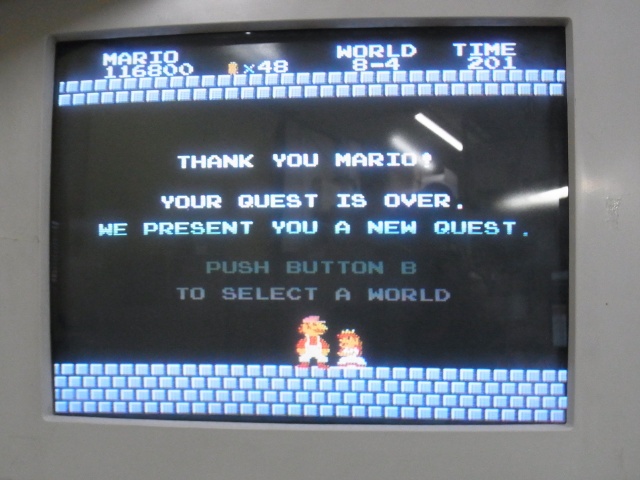 MARIO WORLD TIME
116800 ×48 8-4 201
THANK YOU MARIO!
YOUR QUEST IS OVER.
WE PRESENT YOU A NEW QUEST.
PUSH BUTTON B
TO SELECT A WORLD